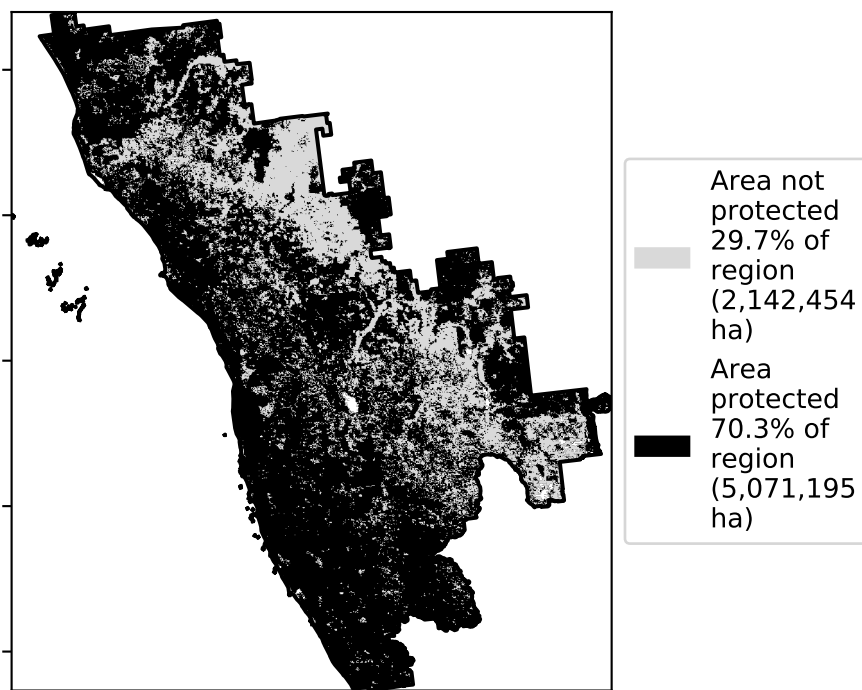 Area not
protected
29.7% of
region
(2,142,454
ha)
Area
protected
70.3% of
region
(5,071,195
ha)